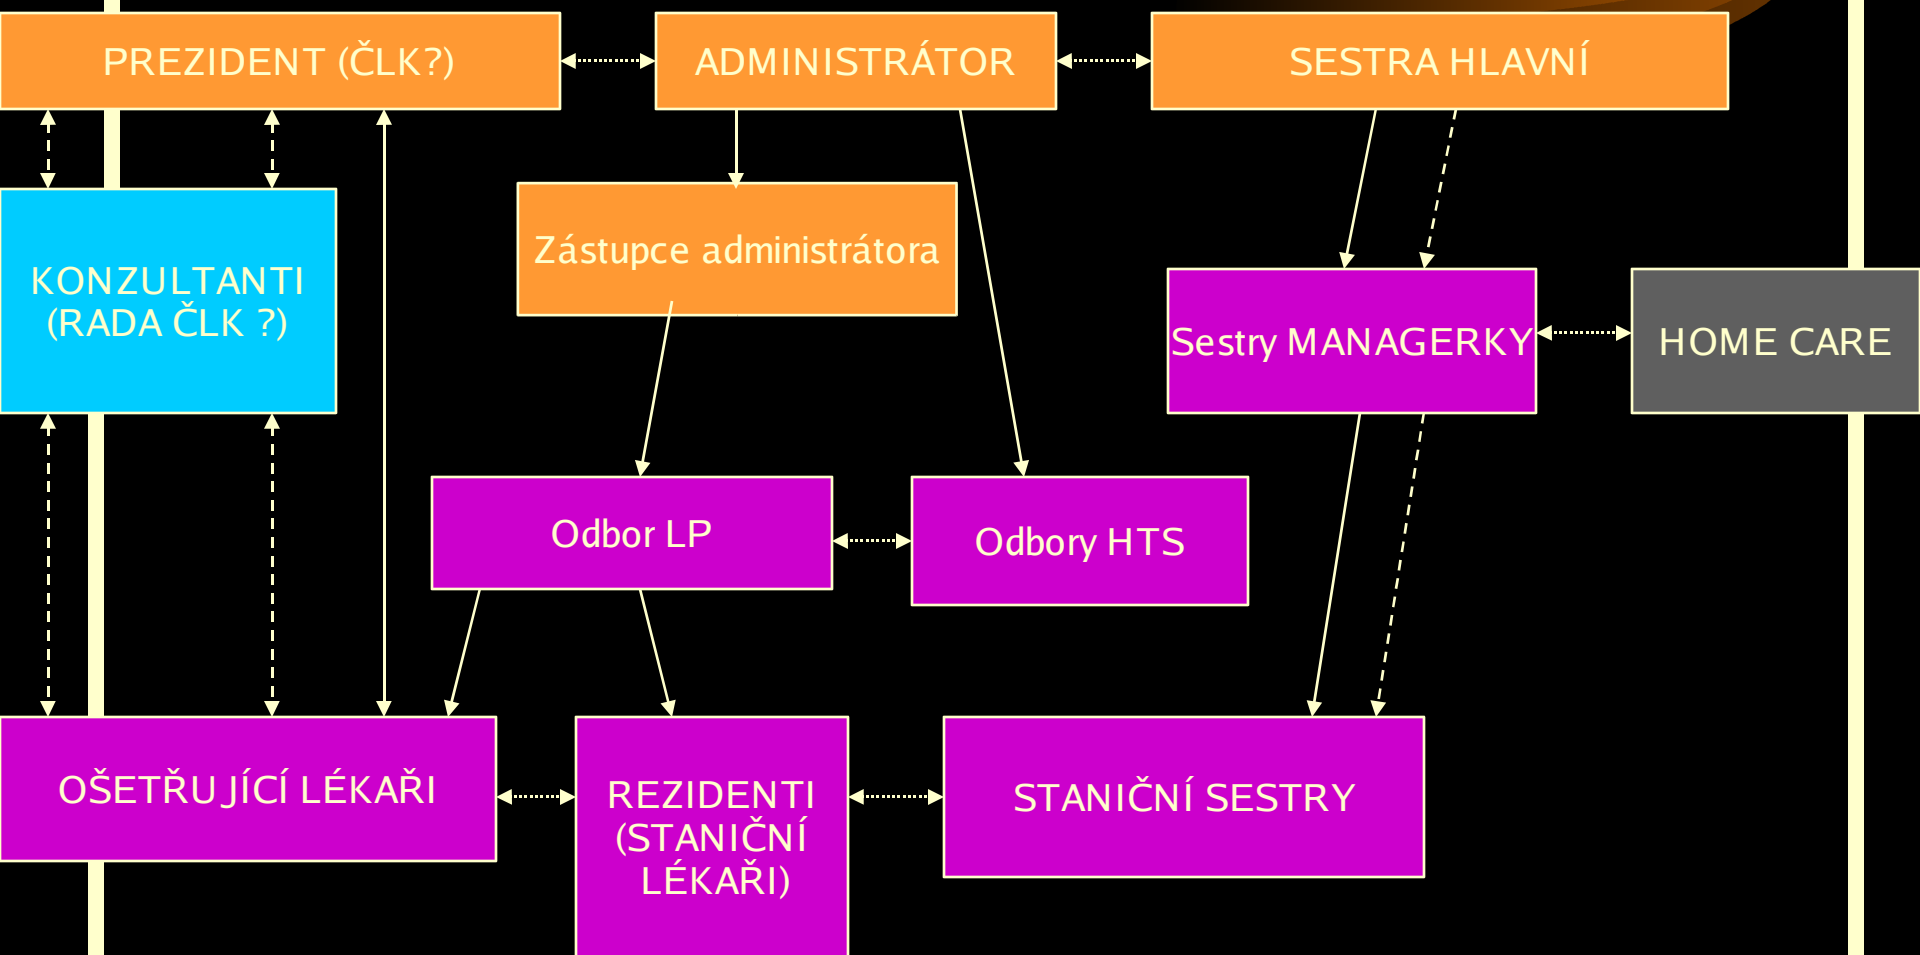 PREZIDENT (ČLK?)
ADMINISTRÁTOR
SESTRA HLAVNÍ
Zástupce administrátora
KONZULTANTI
(RADA ČLK ?)
Sestry MANAGERKY
HOME CARE
Odbor LP
Odbory HTS
OŠETŘUJÍCÍ LÉKAŘI
REZIDENTI
(STANIČNÍ
LÉKAŘI)
STANIČNÍ SESTRY